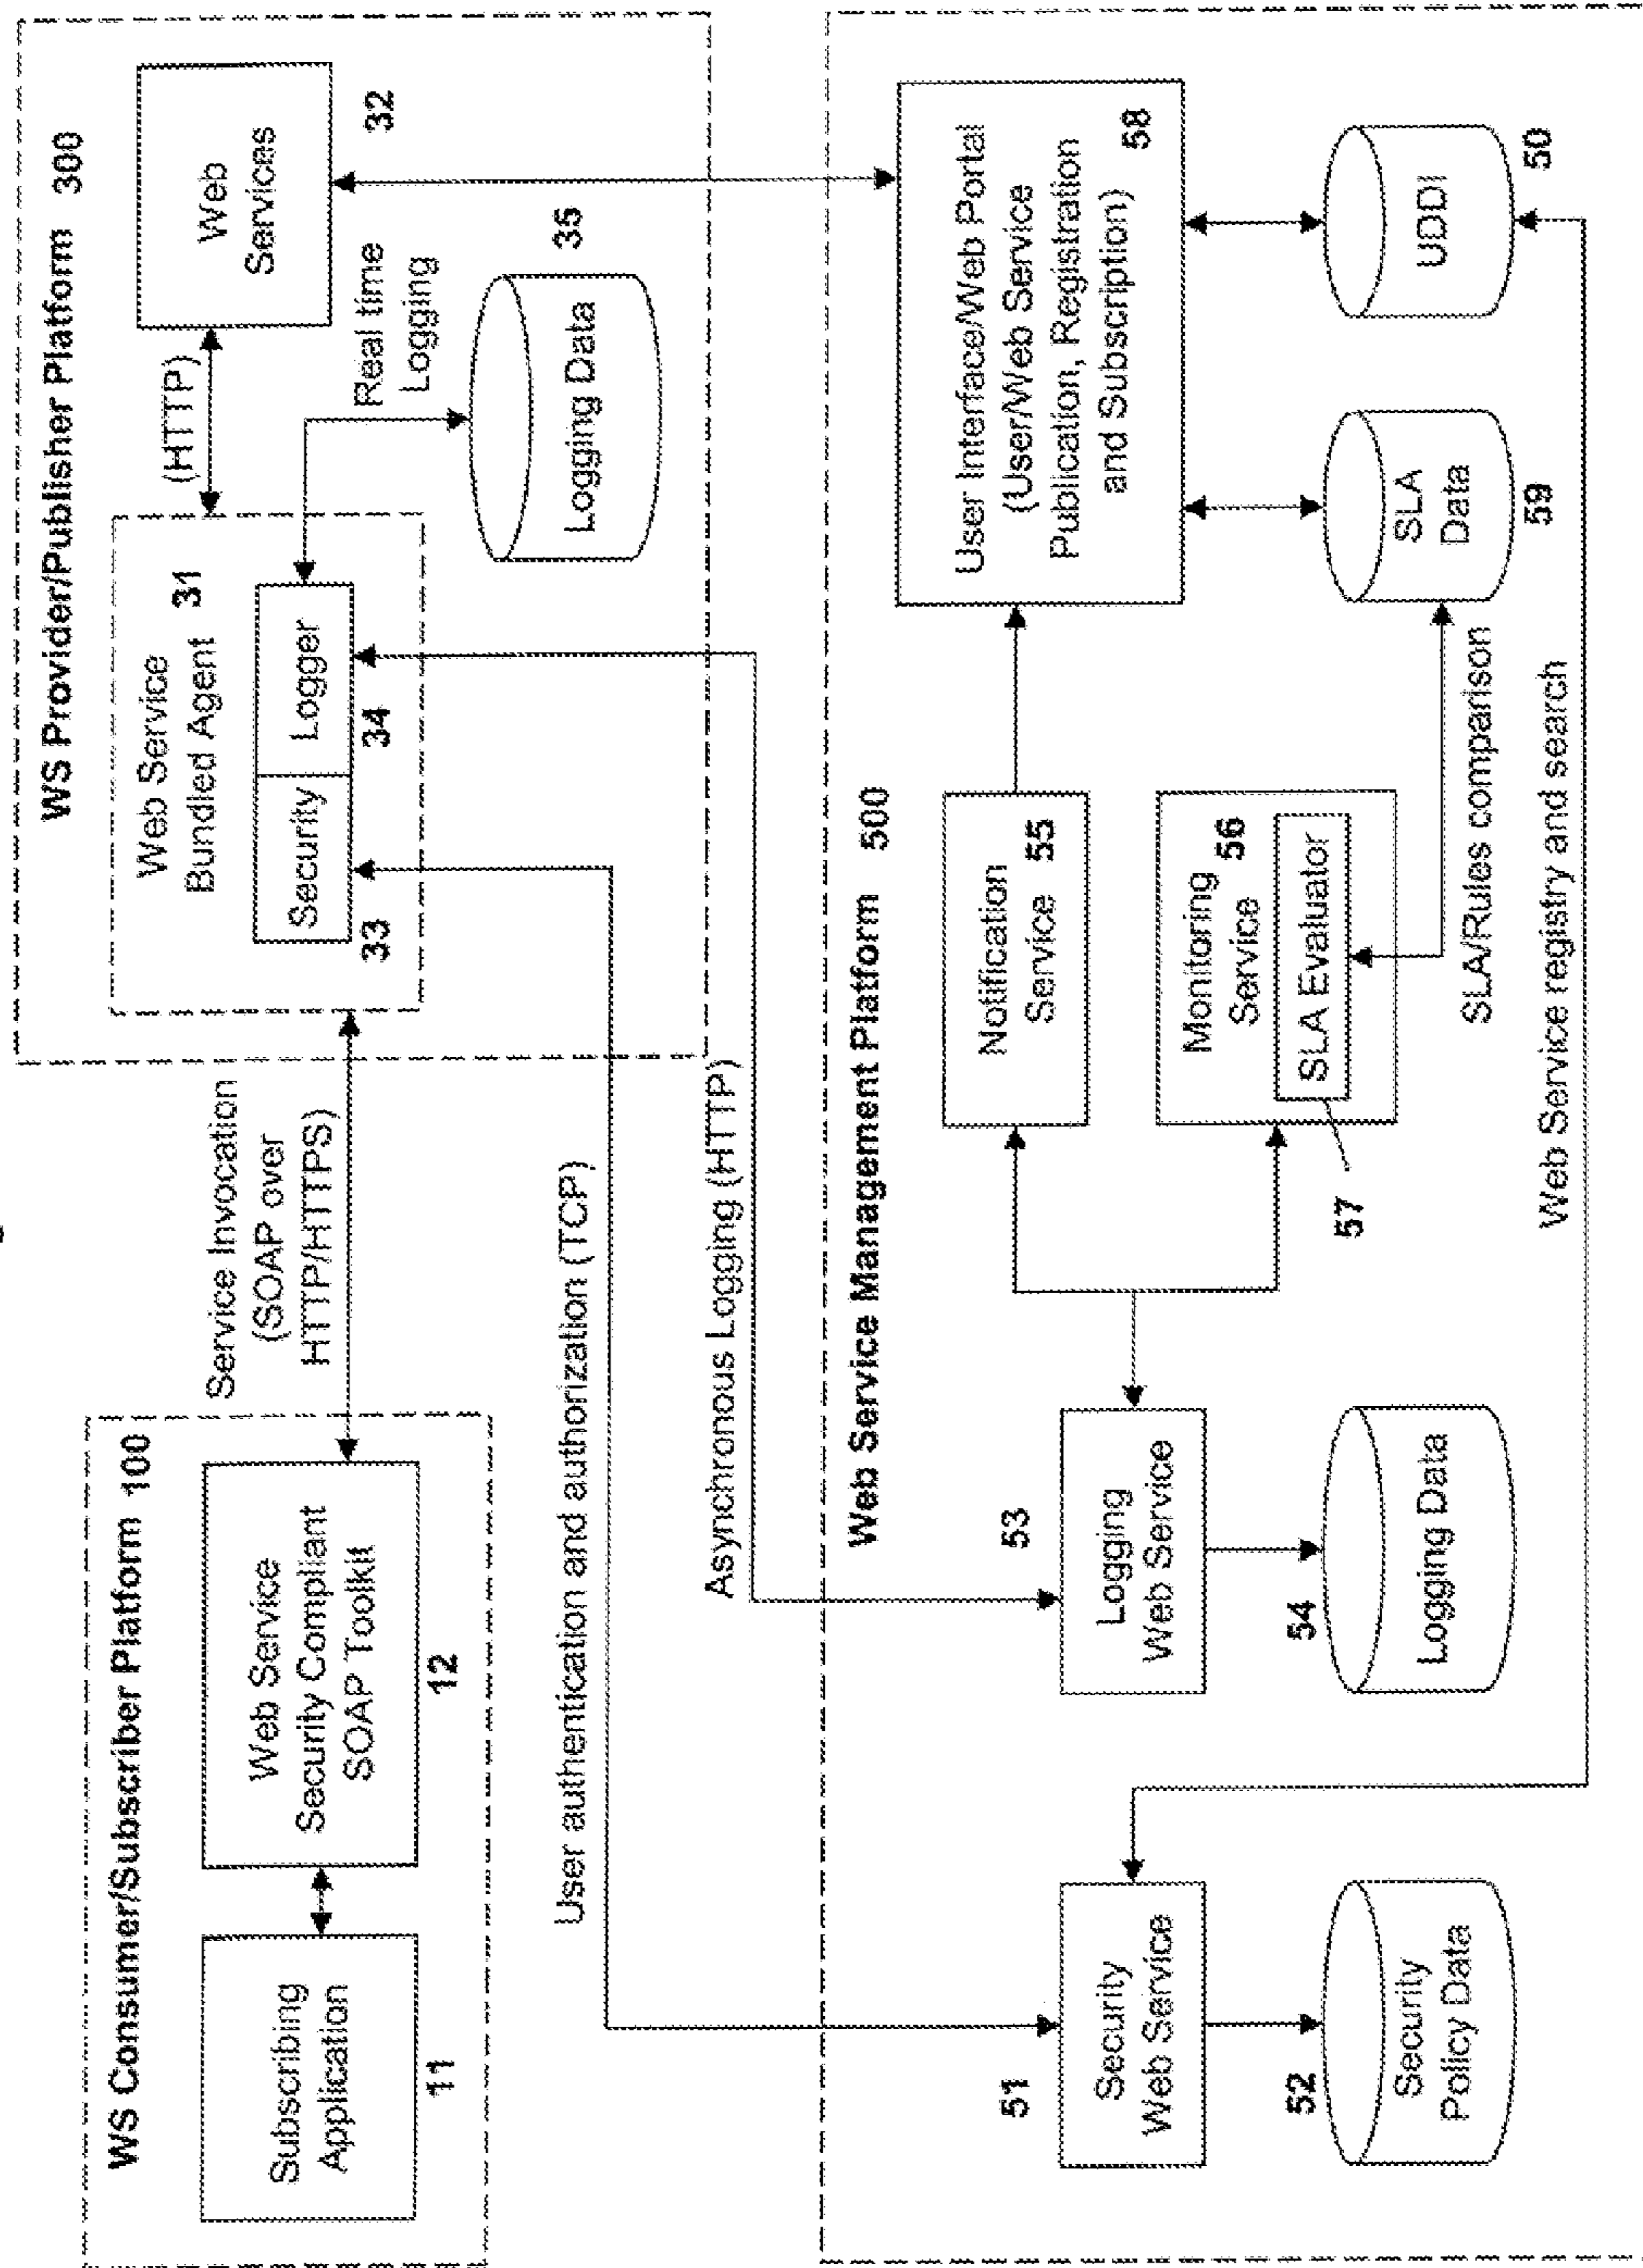 WS Consumer/Subscriber Platform 100
Subscribing
Application
11
Web Service
Security Compliant
SOAP Toolkit
12
Service Invocation
(SOAP over
HTTP/HTTPS)
WS Provider/Publisher Platform 300
Web Service
Bundled Agent 31
Security
Logger
33
34
(HTTP)
Web
Services
32
Real time
Logging
35
Logging Data
User authentication and authorization (TCP)
Asynchronous Logging (HTTP)
Web Service Management Platform 500
51
Security
Web Service
52
Security
Policy Data
53
Logging
Web Service
54
Logging Data
Notification
Service 55
Monitoring
Service 56
SLA Evaluator
57
User Interface/Web Portal
(User/Web Service
Publication, Registration
and Subscription)
58
SLA
Data
59
UDDI
50
SLA/Rules comparison
Web Service registry and search